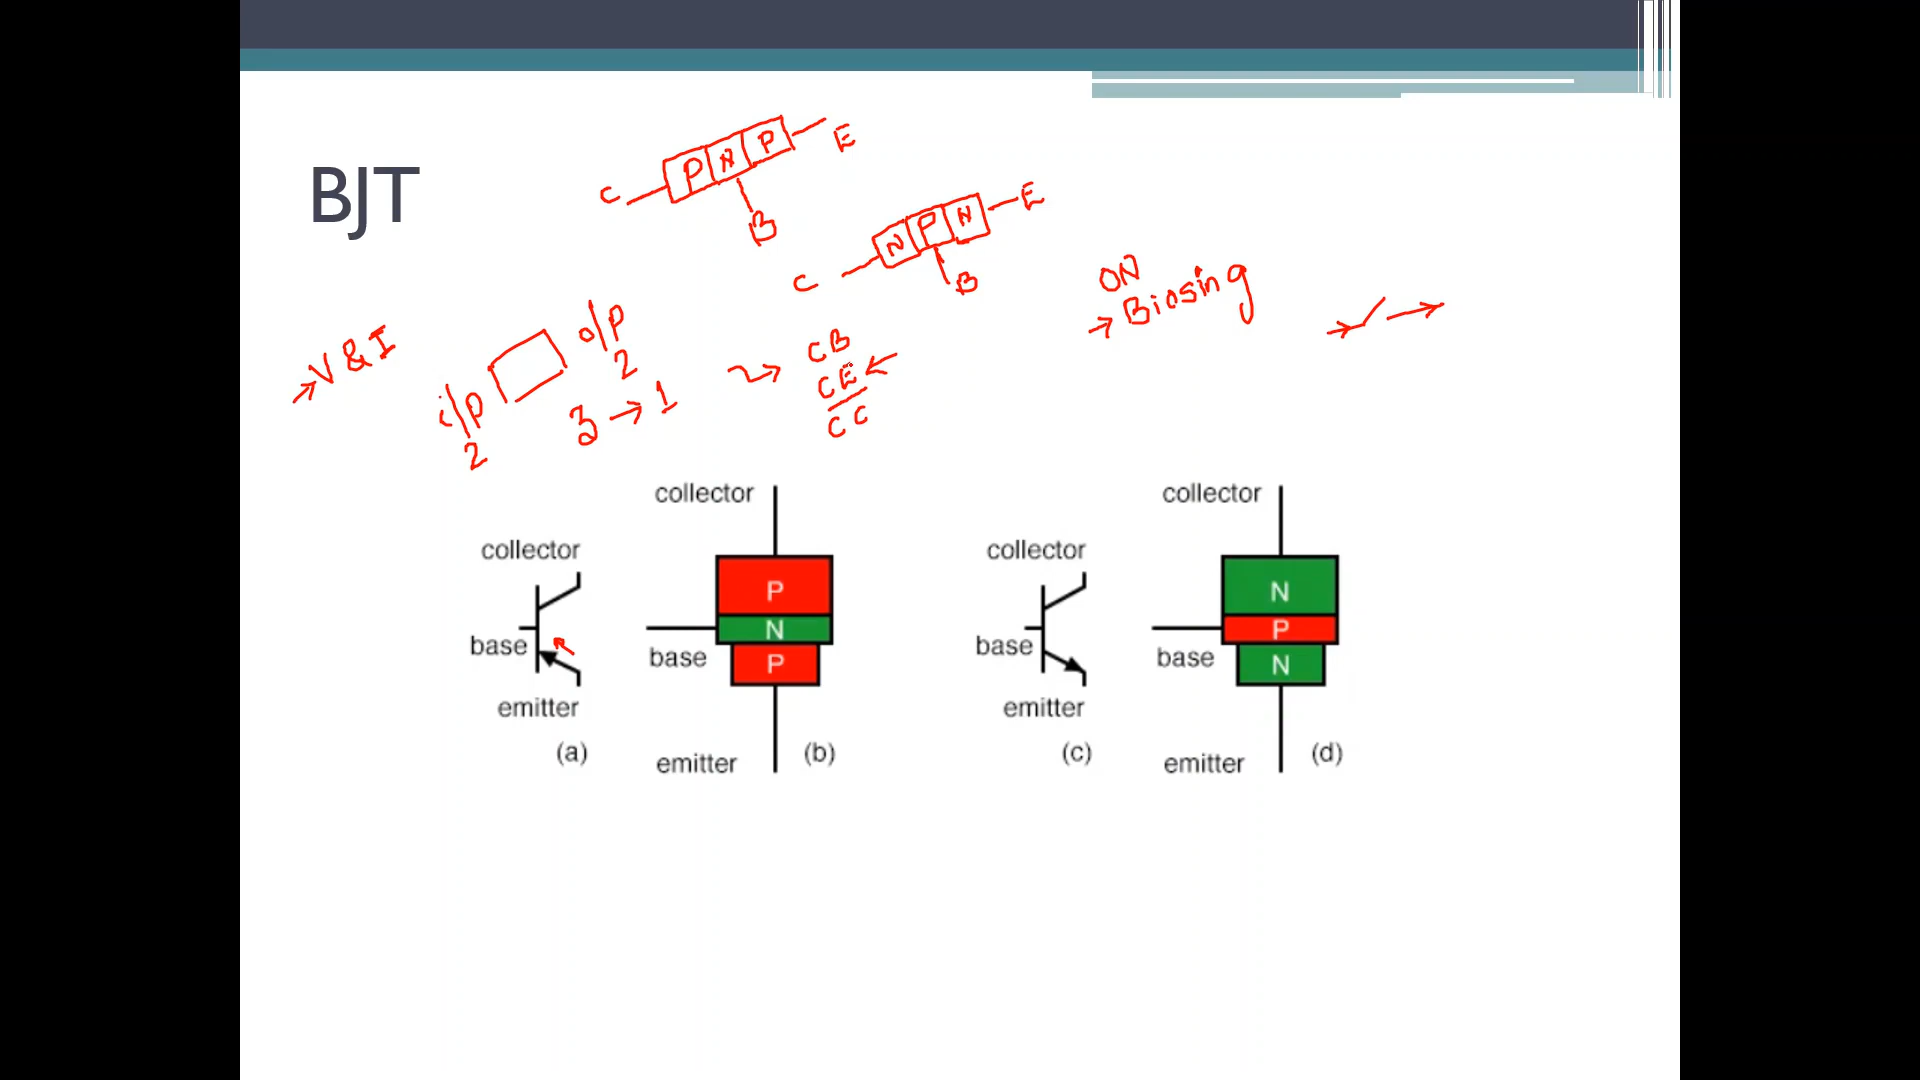 BJT
P N P
C
E
B
N P N
C
E
B
ON
→ Biasing
→ V & I
i/p
2
o/p
2
3 → 1
CB
CE ←
CC
collector
base
emitter
(a)
collector
P
N
P
base
emitter
(b)
collector
base
emitter
(c)
collector
N
P
N
base
emitter
(d)